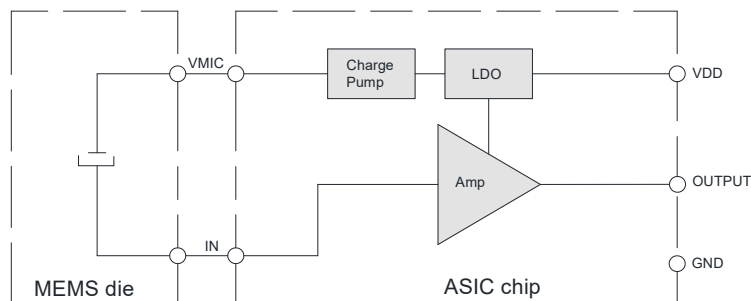 VMIC
Charge
Pump
LDO
VDD
Amp
OUTPUT
IN
GND
MEMS die
ASIC chip